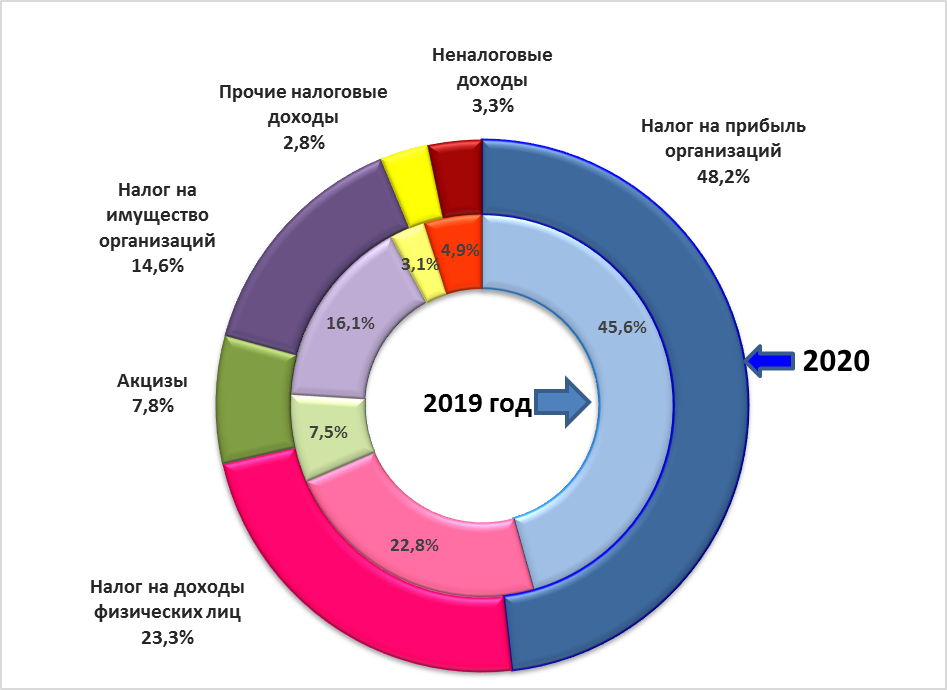 Неналоговые
доходы
3,3%
Прочие налоговые
доходы
2,8%
Налог на прибыль
организаций
48,2%
Налог на
имущество
организаций
14,6%
4,9%
3,1%
16,1%
45,6%
2020
Акцизы
7,8%
2019 год
7,5%
22,8%
Налог на доходы
физических лиц
23,3%